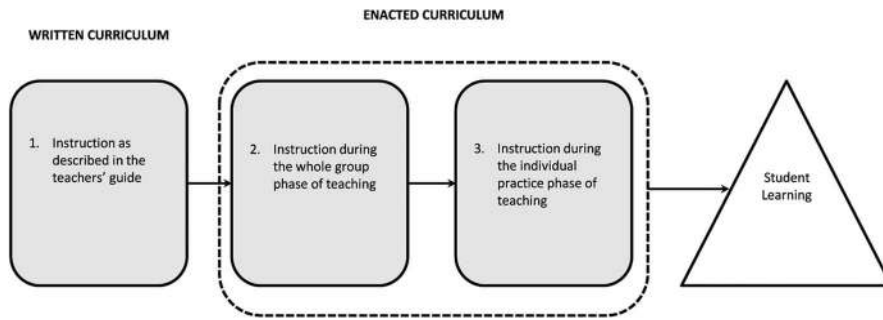 ENACTED CURRICULUM
WRITTEN CURRICULUM
1. Instruction as
described in the
teachers’ guide
2. Instruction during
the whole group
phase of teaching
3. Instruction during
the individual
practice phase of
teaching
Student
Learning